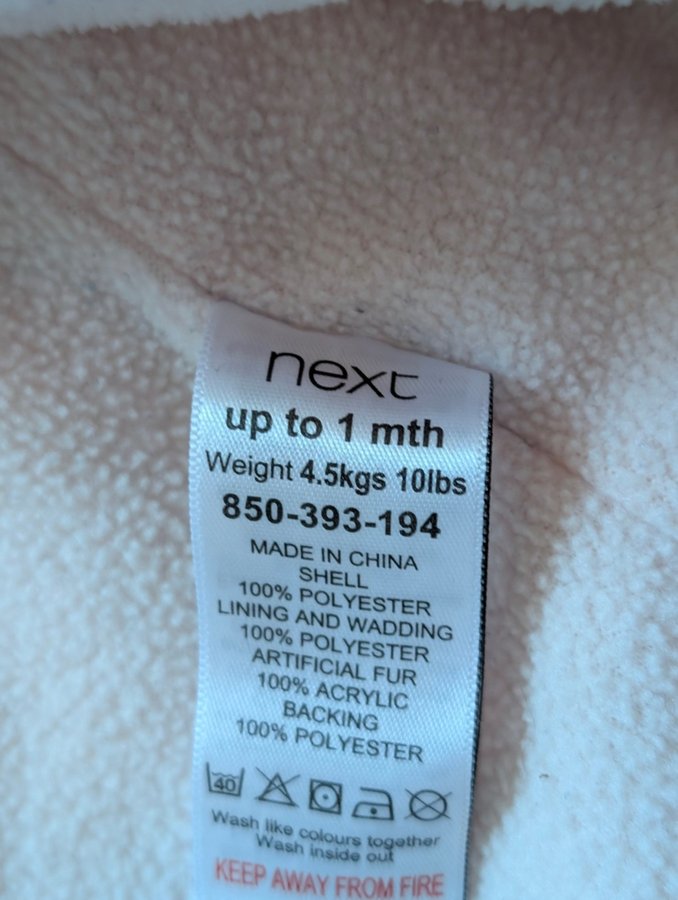 next
up to 1 mth
Weight 4.5kgs 10lbs
850-393-194
MADE IN CHINA
SHELL
100% POLYESTER
LINING AND WADDING
100% POLYESTER
ARTIFICIAL FUR
100% ACRYLIC
BACKING
100% POLYESTER
40
Wash like colours together
Wash inside out
KEEP AWAY FROM FIRE